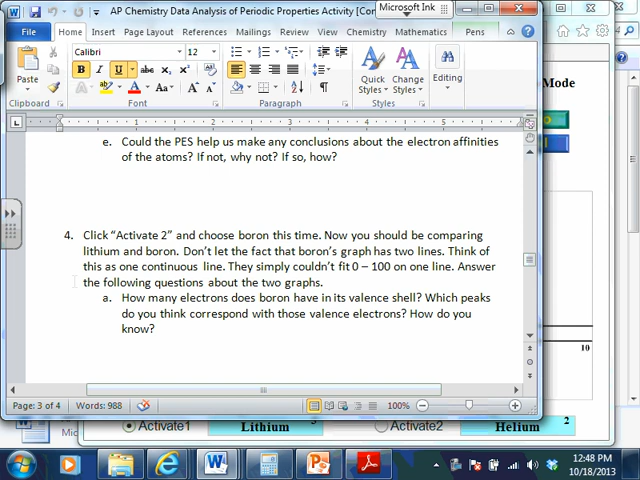 AP Chemistry Data Analysis of Periodic Properties Activity [Con
Microsoft Ink
File Home Insert Page Layout References Mailings Review View Chemistry Mathematics Pens
Calibri 12
Paste
Quick Styles
Change Styles
Editing
Clipboard Font Paragraph Styles
Mode
e. Could the PES help us make any conclusions about the electron affinities
of the atoms? If not, why not? If so, how?
4. Click “Activate 2” and choose boron this time. Now you should be comparing
lithium and boron. Don’t let the fact that boron’s graph has two lines. Think of
this as one continuous line. They simply couldn’t fit 0 – 100 on one line. Answer
the following questions about the two graphs.
a. How many electrons does boron have in its valence shell? Which peaks
do you think correspond with those valence electrons? How do you
know?
10
Page: 3 of 4 Words: 988 100%
Activate1 Lithium 3 Activate2 Helium 2
12:48 PM
10/18/2013